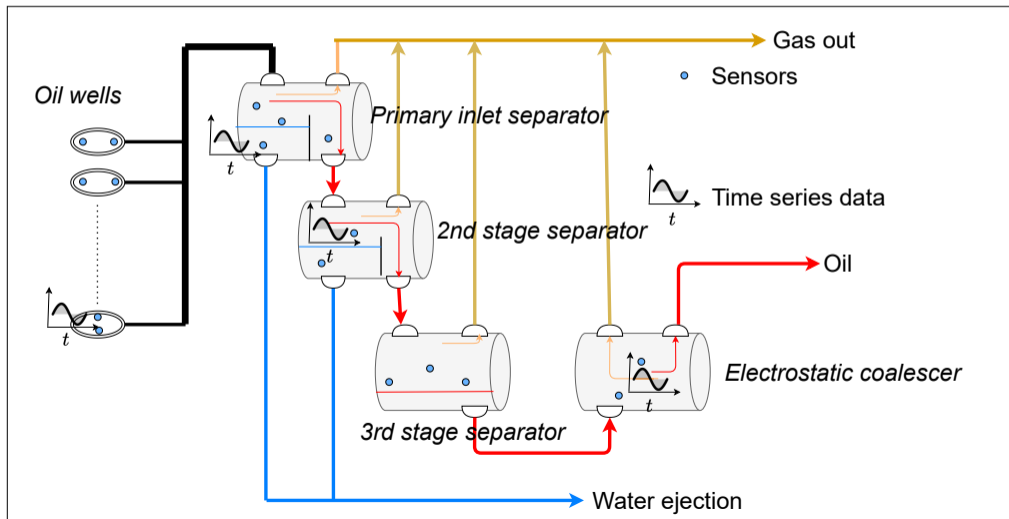 Gas out
Sensors
Oil wells
Primary inlet separator
t
Time series data
t
2nd stage separator
t
Oil
t
Electrostatic coalescer
t
3rd stage separator
Water ejection